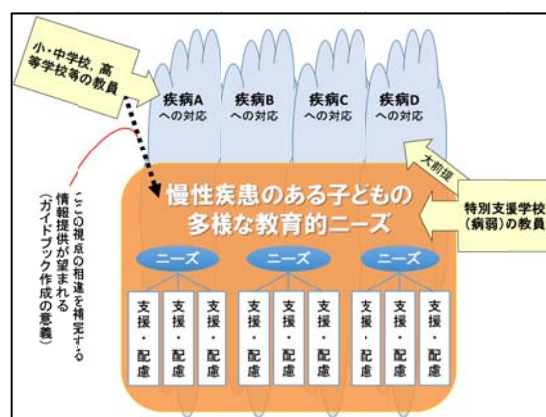 小・中学校,高
等学校等の教員
疾病A
への対応
疾病B
への対応
疾病C
への対応
疾病D
への対応
大前提
慢性疾患のある子どもの
多様な教育的ニーズ
特別支援学校
(病弱)の教員
ニーズ
ニーズ
ニーズ
支援・配慮
支援・配慮
支援・配慮
支援・配慮
支援・配慮
支援・配慮
支援・配慮
支援・配慮
支援・配慮
この視点の相違を補完する
情報提供が望まれる
(ガイドブック作成の意義)